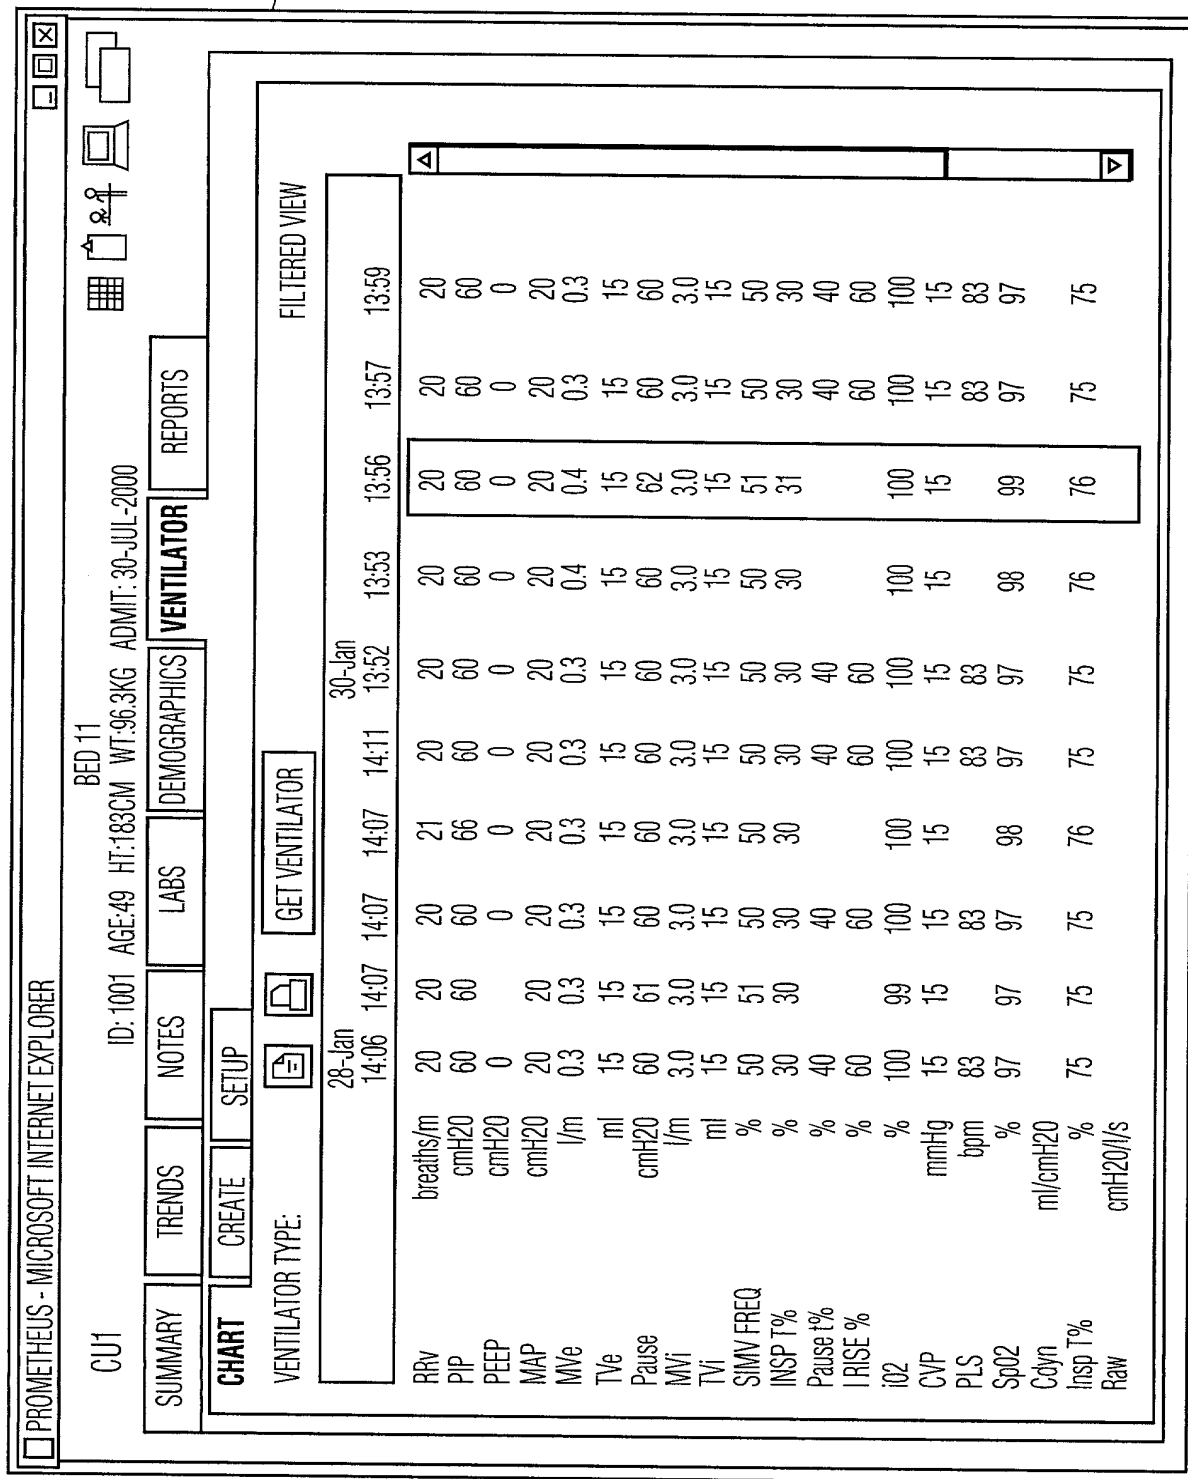 PROMETHEUS - MICROSOFT INTERNET EXPLORER
CU1 BED 11
ID: 1001 AGE:49 HT:183CM WT:96.3KG ADMIT: 30-JUL-2000
SUMMARY TRENDS NOTES LABS DEMOGRAPHICS VENTILATOR REPORTS
CHART CREATE SETUP
VENTILATOR TYPE: GET VENTILATOR FILTERED VIEW
28-Jan 30-Jan
14:06 14:07 14:07 14:07 14:11 13:52 13:53 13:56 13:57 13:59
RRv breaths/m 20 20 20 21 20 20 20 20 20 20
PIP cmH20 60 60 60 66 60 60 60 60 60 60
PEEP cmH20 0 0 0 0 0 0 0 0 0
MAP cmH20 20 20 20 20 20 20 20 20 20 20
MVe l/m 0.3 0.3 0.3 0.3 0.3 0.3 0.4 0.4 0.3 0.3
TVe ml 15 15 15 15 15 15 15 15 15 15
Pause cmH20 60 61 60 60 60 60 60 62 60 60
MVi l/m 3.0 3.0 3.0 3.0 3.0 3.0 3.0 3.0 3.0 3.0
TVi ml 15 15 15 15 15 15 15 15 15 15
SIMV FREQ % 50 51 50 50 50 50 50 51 50 50
INSP T% % 30 30 30 30 30 30 30 31 30 30
Pause t% % 40 40 40 40 40 40
I RISE % % 60 60 60 60 60 60
i02 % 100 99 100 100 100 100 100 100 100 100
CVP mmHg 15 15 15 15 15 15 15 15 15 15
PLS bpm 83 83 83 83 83 83
Sp02 % 97 97 97 98 97 97 98 99 97 97
Cdyn ml/cmH20
Insp T% % 75 75 75 76 75 75 76 76 75 75
Raw cmH20/l/s